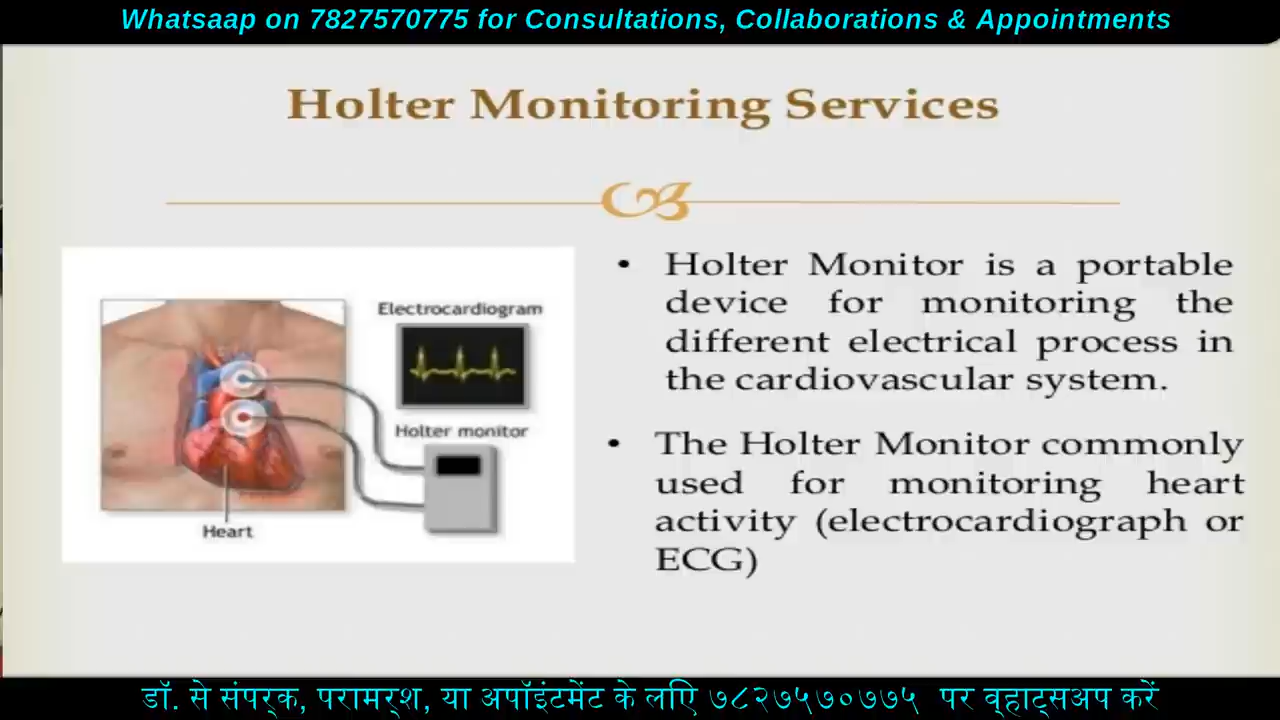 Whatsaap on 7827570775 for Consultations, Collaborations & Appointments
Holter Monitoring Services
Electrocardiogram
Holter monitor
Heart
• Holter Monitor is a portable
device for monitoring the
different electrical process in
the cardiovascular system.
• The Holter Monitor commonly
used for monitoring heart
activity (electrocardiograph or
ECG)
डॉ. से संपर्क, परामर्श, या अपॉइंटमेंट के लिए ७८२७५७०७७५ पर व्हाट्सअप करें